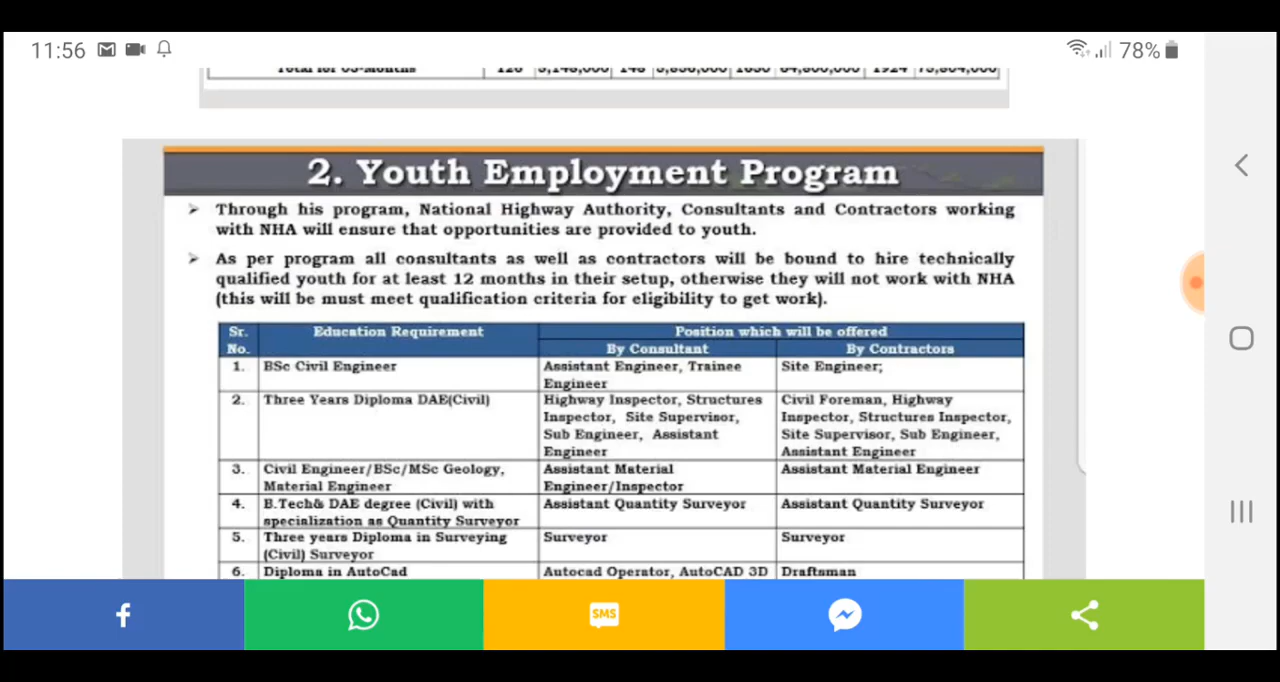 11:56
78%
Total for 03-Months
2. Youth Employment Program
➢ Through his program, National Highway Authority, Consultants and Contractors working
with NHA will ensure that opportunities are provided to youth.
➢ As per program all consultants as well as contractors will be bound to hire technically
qualified youth for at least 12 months in their setup, otherwise they will not work with NHA
(this will be must meet qualification criteria for eligibility to get work).
Sr. Education Requirement Position which will be offered
No. By Consultant By Contractors
1. BSc Civil Engineer Assistant Engineer, Trainee Site Engineer;
Engineer
2. Three Years Diploma DAE(Civil) Highway Inspector, Structures Civil Foreman, Highway
Inspector, Site Supervisor, Inspector, Structures Inspector,
Sub Engineer, Assistant Site Supervisor, Sub Engineer,
Engineer Assistant Engineer
3. Civil Engineer/BSc/MSc Geology, Assistant Material Assistant Material Engineer
Material Engineer Engineer/Inspector
4. B.Tech& DAE degree (Civil) with Assistant Quantity Surveyor Assistant Quantity Surveyor
specialization as Quantity Surveyor
5. Three years Diploma in Surveying Surveyor Surveyor
(Civil) Surveyor
6. Diploma in AutoCad Autocad Operator, AutoCAD 3D Draftsman
SMS